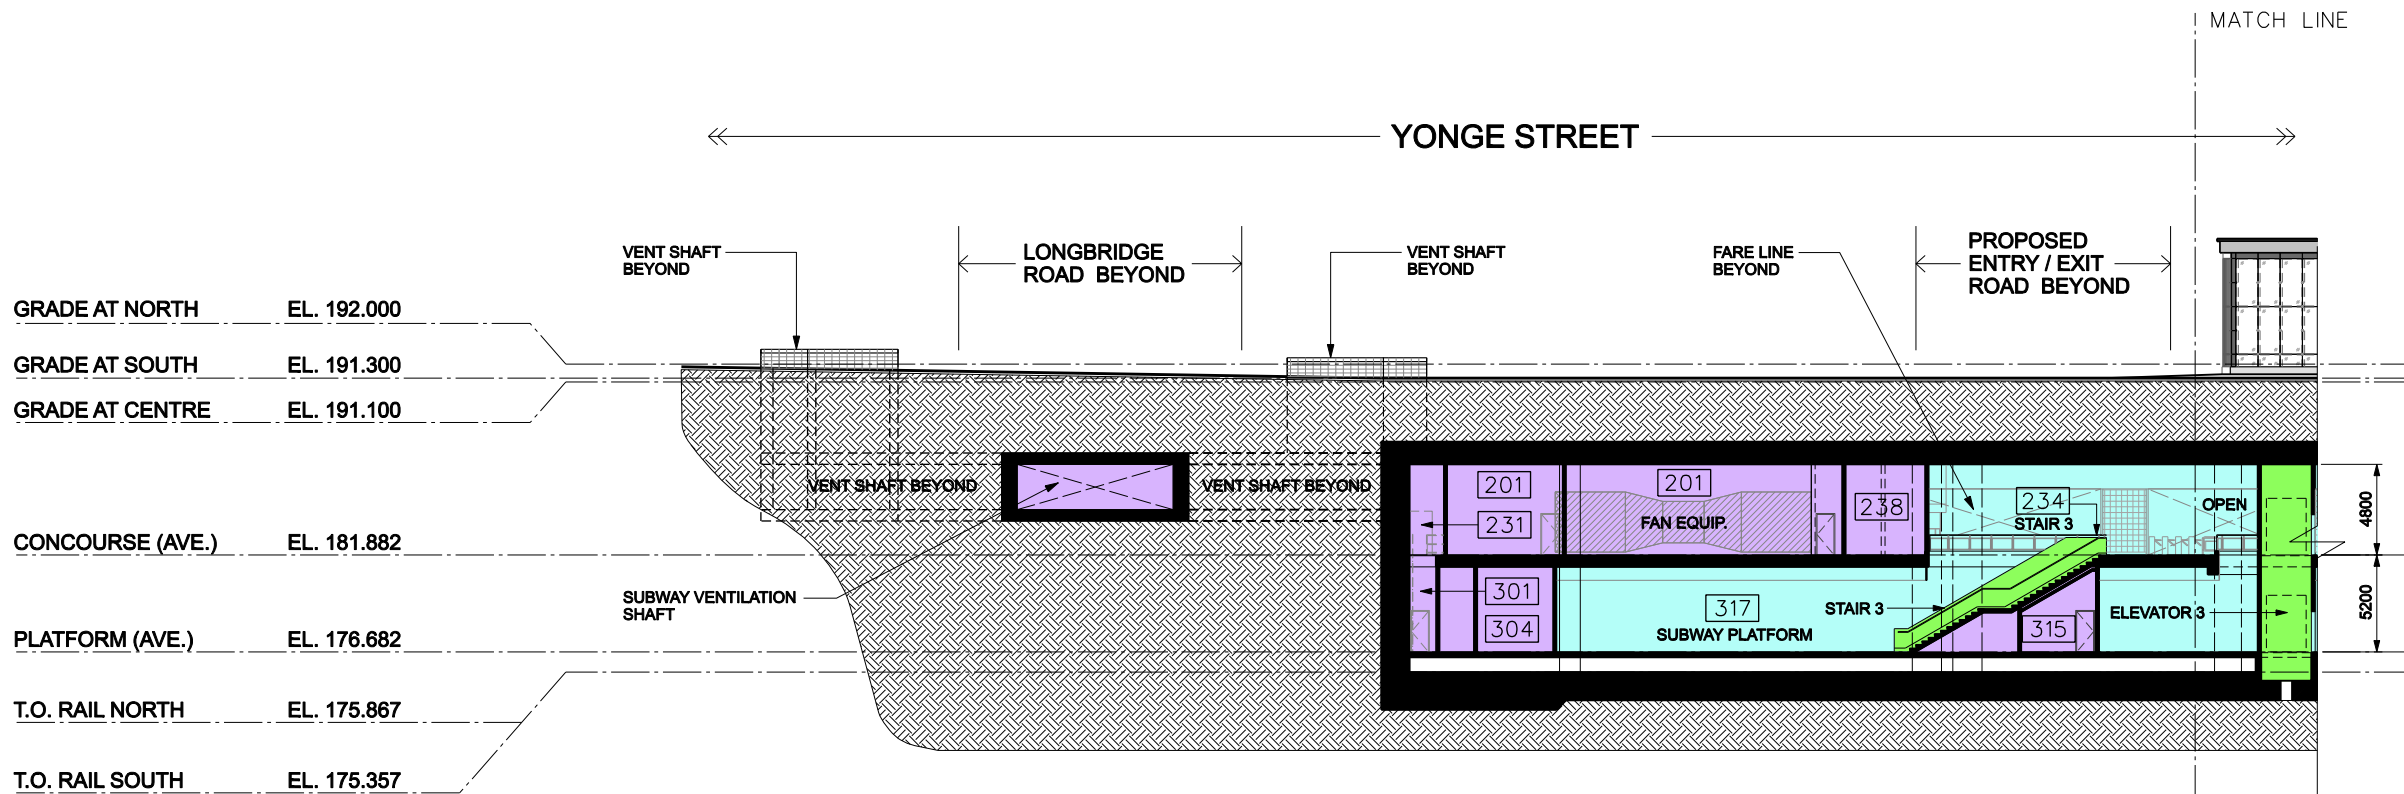 MATCH LINE
YONGE STREET
VENT SHAFT
BEYOND
LONGBRIDGE
ROAD BEYOND
VENT SHAFT
BEYOND
FARE LINE
BEYOND
PROPOSED
ENTRY / EXIT
ROAD BEYOND
GRADE AT NORTH EL. 192.000
GRADE AT SOUTH EL. 191.300
GRADE AT CENTRE EL. 191.100
CONCOURSE (AVE.) EL. 181.882
PLATFORM (AVE.) EL. 176.682
T.O. RAIL NORTH EL. 175.867
T.O. RAIL SOUTH EL. 175.357
VENT SHAFT BEYOND
VENT SHAFT BEYOND
SUBWAY VENTILATION
SHAFT
201
231
201
FAN EQUIP.
238
234
STAIR 3
OPEN
4800
301
304
317
SUBWAY PLATFORM
STAIR 3
315
ELEVATOR 3
5200